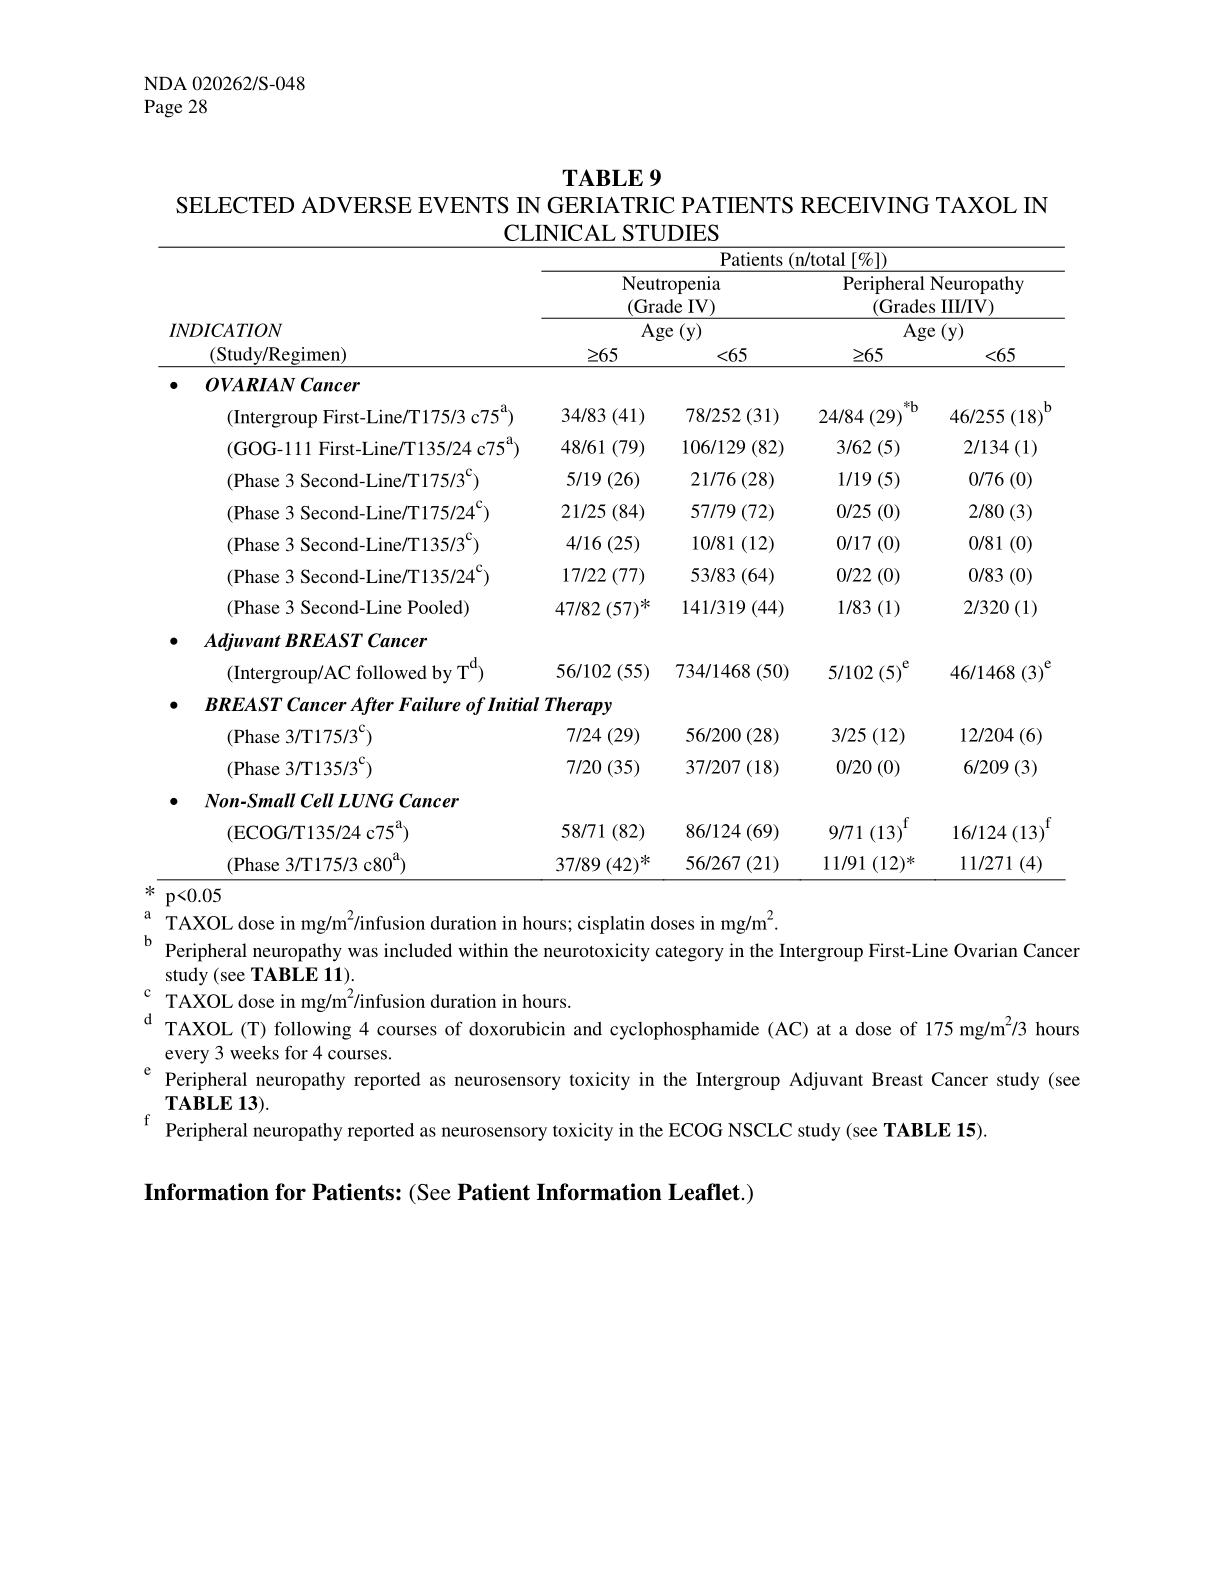 NDA 020262/S-048
Page 28
TABLE 9
SELECTED ADVERSE EVENTS IN GERIATRIC PATIENTS RECEIVING TAXOL IN
CLINICAL STUDIES
Patients (n/total [%])
Neutropenia Peripheral Neuropathy
(Grade IV) (Grades III/IV)
INDICATION Age (y) Age (y)
(Study/Regimen) ≥65 <65 ≥65 <65
• OVARIAN Cancer
(Intergroup First-Line/T175/3 c75a) 34/83 (41) 78/252 (31) 24/84 (29)*b 46/255 (18)b
(GOG-111 First-Line/T135/24 c75a) 48/61 (79) 106/129 (82) 3/62 (5) 2/134 (1)
(Phase 3 Second-Line/T175/3c) 5/19 (26) 21/76 (28) 1/19 (5) 0/76 (0)
(Phase 3 Second-Line/T175/24c) 21/25 (84) 57/79 (72) 0/25 (0) 2/80 (3)
(Phase 3 Second-Line/T135/3c) 4/16 (25) 10/81 (12) 0/17 (0) 0/81 (0)
(Phase 3 Second-Line/T135/24c) 17/22 (77) 53/83 (64) 0/22 (0) 0/83 (0)
(Phase 3 Second-Line Pooled) 47/82 (57)* 141/319 (44) 1/83 (1) 2/320 (1)
• Adjuvant BREAST Cancer
(Intergroup/AC followed by Td) 56/102 (55) 734/1468 (50) 5/102 (5)e 46/1468 (3)e
• BREAST Cancer After Failure of Initial Therapy
(Phase 3/T175/3c) 7/24 (29) 56/200 (28) 3/25 (12) 12/204 (6)
(Phase 3/T135/3c) 7/20 (35) 37/207 (18) 0/20 (0) 6/209 (3)
• Non-Small Cell LUNG Cancer
(ECOG/T135/24 c75a) 58/71 (82) 86/124 (69) 9/71 (13)f 16/124 (13)f
(Phase 3/T175/3 c80a) 37/89 (42)* 56/267 (21) 11/91 (12)* 11/271 (4)
* p<0.05
a TAXOL dose in mg/m2/infusion duration in hours; cisplatin doses in mg/m2.
b Peripheral neuropathy was included within the neurotoxicity category in the Intergroup First-Line Ovarian Cancer
study (see TABLE 11).
c TAXOL dose in mg/m2/infusion duration in hours.
d TAXOL (T) following 4 courses of doxorubicin and cyclophosphamide (AC) at a dose of 175 mg/m2/3 hours
every 3 weeks for 4 courses.
e Peripheral neuropathy reported as neurosensory toxicity in the Intergroup Adjuvant Breast Cancer study (see
TABLE 13).
f Peripheral neuropathy reported as neurosensory toxicity in the ECOG NSCLC study (see TABLE 15).
Information for Patients: (See Patient Information Leaflet.)